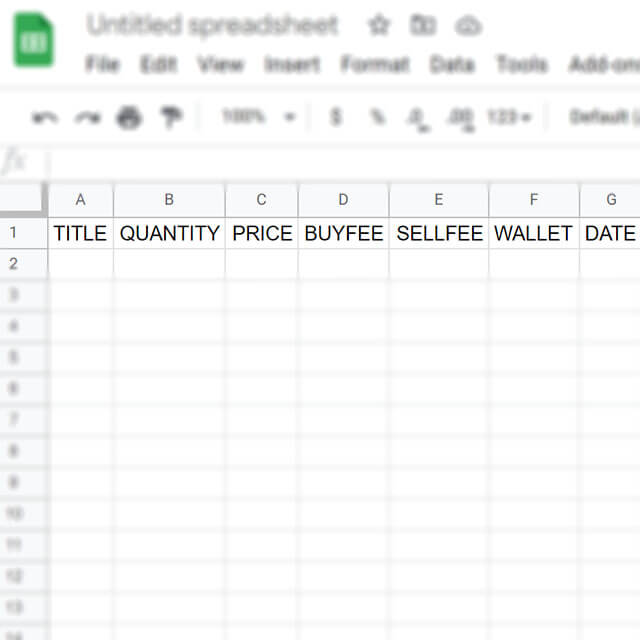 Untitled spreadsheet
File Edit View Insert Format Data Tools Add-ons
100% $ % .0 .00 123 Default (
fx
A B C D E F G
1 TITLE QUANTITY PRICE BUYFEE SELLFEE WALLET DATE
2
3
4
5
6
7
8
9
10
11
12
13
14